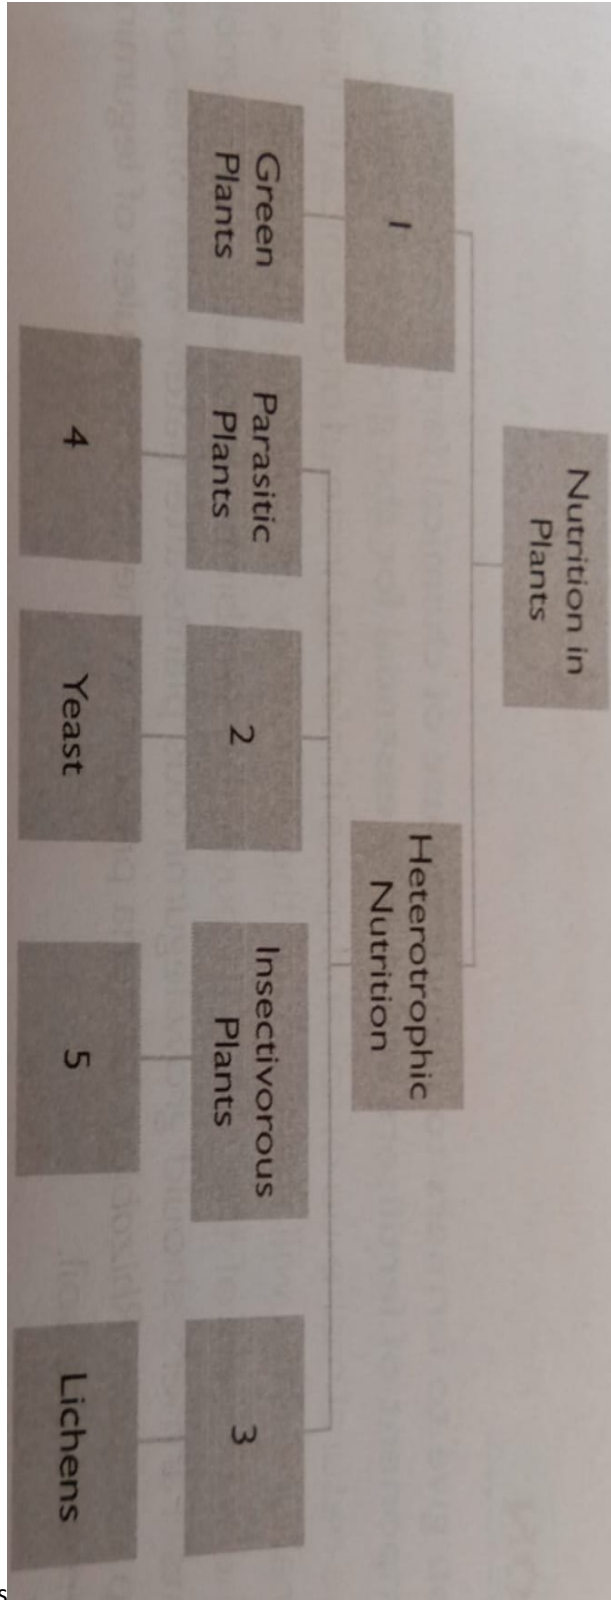 Nutrition in
Plants
1
Heterotrophic
Nutrition
Green
Plants
Parasitic
Plants
2
Insectivorous
Plants
3
4
Yeast
5
Lichens
s